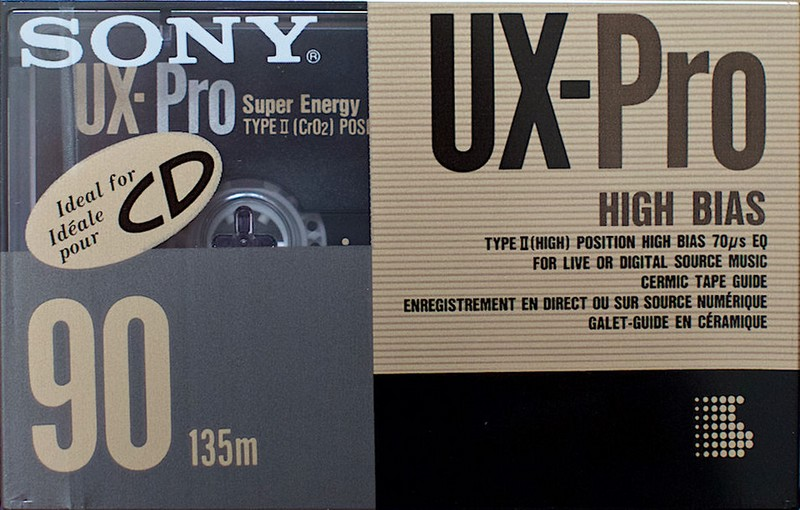 SONY®
UX-Pro
Super Energy
TYPE II (CrO2)
Ideal for
Idéale
pour
CD
90
135m
UX-Pro
HIGH BIAS
TYPE II(HIGH) POSITION HIGH BIAS 70µs EQ
FOR LIVE OR DIGITAL SOURCE MUSIC
CERMIC TAPE GUIDE
ENREGISTREMENT EN DIRECT OU SUR SOURCE NUMÉRIQUE
GALET-GUIDE EN CÉRAMIQUE